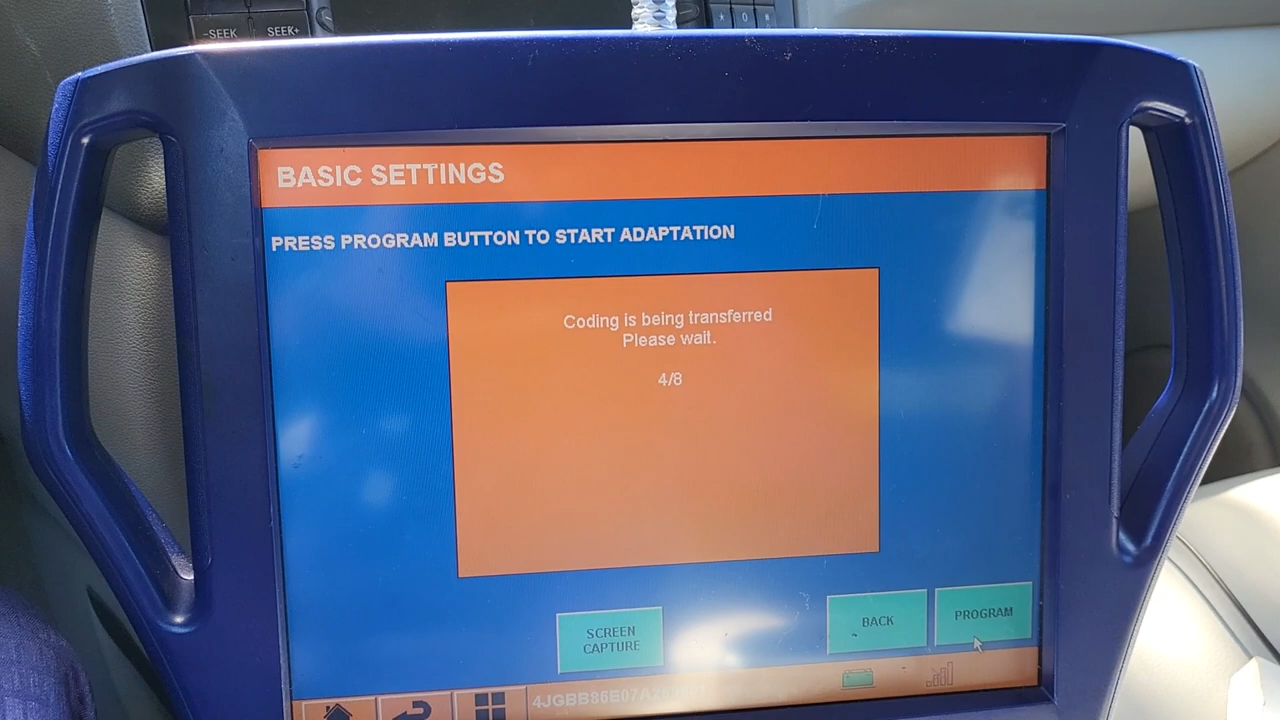 -SEEK
SEEK+
* 0 #
BASIC SETTINGS
PRESS PROGRAM BUTTON TO START ADAPTATION
Coding is being transferred
Please wait.
4/8
SCREEN
CAPTURE
BACK
PROGRAM